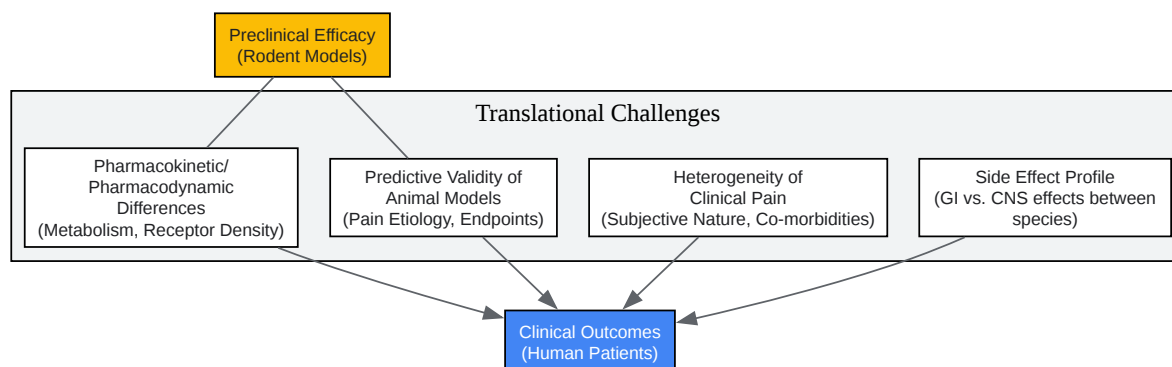 Preclinical Efficacy
(Rodent Models)
Translational Challenges
Pharmacokinetic/
Pharmacodynamic
Differences
(Metabolism, Receptor Density)
Predictive Validity of
Animal Models
(Pain Etiology, Endpoints)
Heterogeneity of
Clinical Pain
(Subjective Nature, Co-morbidities)
Side Effect Profile
(GI vs. CNS effects between
species)
Clinical Outcomes
(Human Patients)